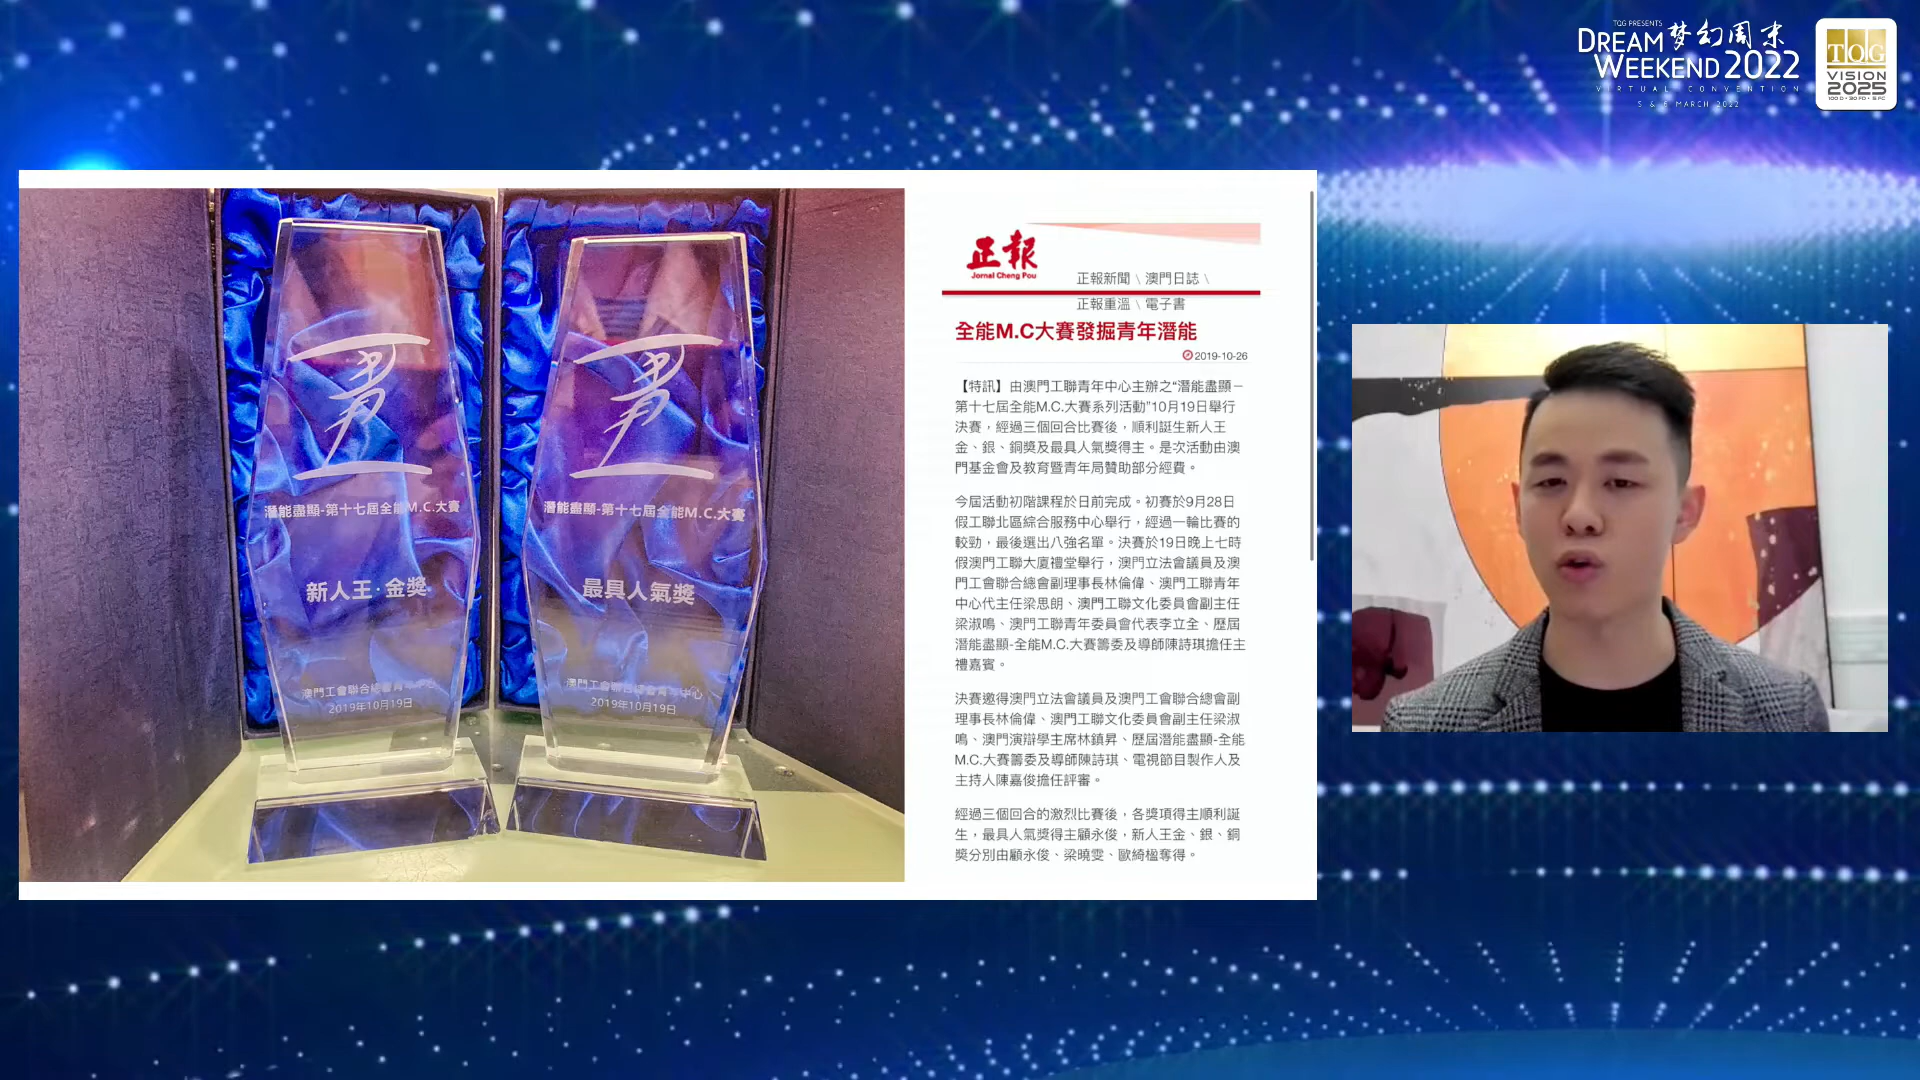 TQG PRESENTS
DREAM 梦幻周末
WEEKEND 2022
VIRTUAL CONVENTION
5 & 6 MARCH 2022
TQG
VISION
2025
潛能盡顯-第十七屆全能M.C.大賽
新人王·金獎
澳門工會聯合總會青年中心
2019年10月19日
潛能盡顯-第十七屆全能M.C.大賽
最具人氣獎
澳門工會聯合總會青年中心
2019年10月19日
正報
Jornal Cheng Pou
正報新聞 \ 澳門日誌 \
正報重溫 \ 電子書
全能M.C大賽發掘青年潛能
2019-10-26
【特訊】由澳門工聯青年中心主辦之“潛能盡顯－
第十七屆全能M.C.大賽系列活動”10月19日舉行
決賽，經過三個回合比賽後，順利誕生新人王
金、銀、銅獎及最具人氣獎得主。是次活動由澳
門基金會及教育暨青年局贊助部分經費。
今屆活動初階課程於日前完成。初賽於9月28日
假工聯北區綜合服務中心舉行，經過一輪比賽的
較勁，最後選出八強名單。決賽於19日晚上七時
假澳門工聯大廈禮堂舉行，澳門立法會議員及澳
門工會聯合總會副理事長林倫偉、澳門工聯青年
中心代主任梁思朗、澳門工聯文化委員會副主任
梁淑鳴、澳門工聯青年委員會代表李立全、歷屆
潛能盡顯-全能M.C.大賽籌委及導師陳詩琪擔任主
禮嘉賓。
決賽邀得澳門立法會議員及澳門工會聯合總會副
理事長林倫偉、澳門工聯文化委員會副主任梁淑
鳴、澳門演辯學主席林鎮昇、歷屆潛能盡顯-全能
M.C.大賽籌委及導師陳詩琪、電視節目製作人及
主持人陳嘉俊擔任評審。
經過三個回合的激烈比賽後，各獎項得主順利誕
生，最具人氣獎得主顧永俊，新人王金、銀、銅
獎分別由顧永俊、梁曉雯、歐綺楹奪得。